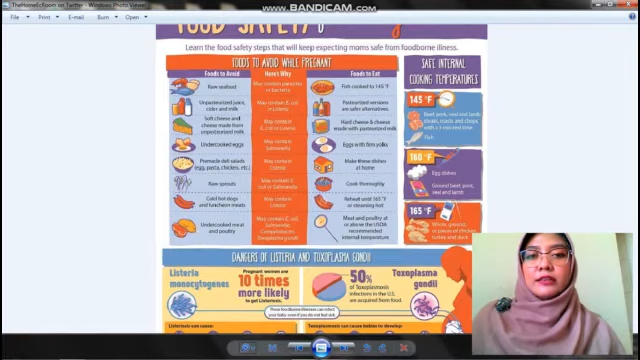 TheHomeEcRoom on Twitter - Windows Photo Viewer
WWW.BANDICAM.COM
File
Print
E-mail
Burn
Open
FOOD SAFETY
Learn the food safety steps that will keep expecting moms safe from foodborne illness.
FOODS TO AVOID WHILE PREGNANT
Foods to Avoid
Here's Why
Foods to Eat
Raw seafood
May contain parasites
or bacteria
Fish cooked to 145°F
Unpasteurized juice,
cider and milk
May contain E. coli
or Listeria
Pasteurized versions
are safer alternatives.
Soft cheese and
cheese made from
unpasteurized milk
May contain
E. coli or Listeria
Hard cheese & cheese
made with pasteurized milk
Undercooked eggs
May contain
Salmonella
Eggs with firm yolks
Premade deli salads
(egg, pasta, chicken, etc.)
May contain
Listeria
Make these dishes
at home
Raw sprouts
May contain E. coli
or Salmonella
Cook thoroughly
Cold hot dogs
and luncheon meats
May contain
Listeria
Reheat until 165°F
or steaming hot
Undercooked meat
and poultry
May contain E. coli,
Salmonella,
Campylobacter,
Toxoplasma gondii
Meat and poultry at
or above the USDA
recommended
internal temperature
SAFE INTERNAL
COOKING TEMPERATURES
145 °F
Beef, pork, veal and lamb
steaks, roasts and chops
with a 3-min rest time
Fish
160 °F
Egg dishes
Ground beef, pork,
veal and lamb
165 °F
Whole, ground,
or pieces of chicken,
turkey and duck
DANGERS OF LISTERIA AND TOXOPLASMA GONDII
Listeria
monocytogenes
Pregnant women are
10 times
more likely
to get Listeriosis.
50%
of Toxoplasmosis
infections in the U.S.
are acquired from food.
Toxoplasma
gondii
These foodborne illnesses can infect
your baby even if you do not feel sick.
Listeriosis can cause:
Toxoplasmosis can cause babies to develop: